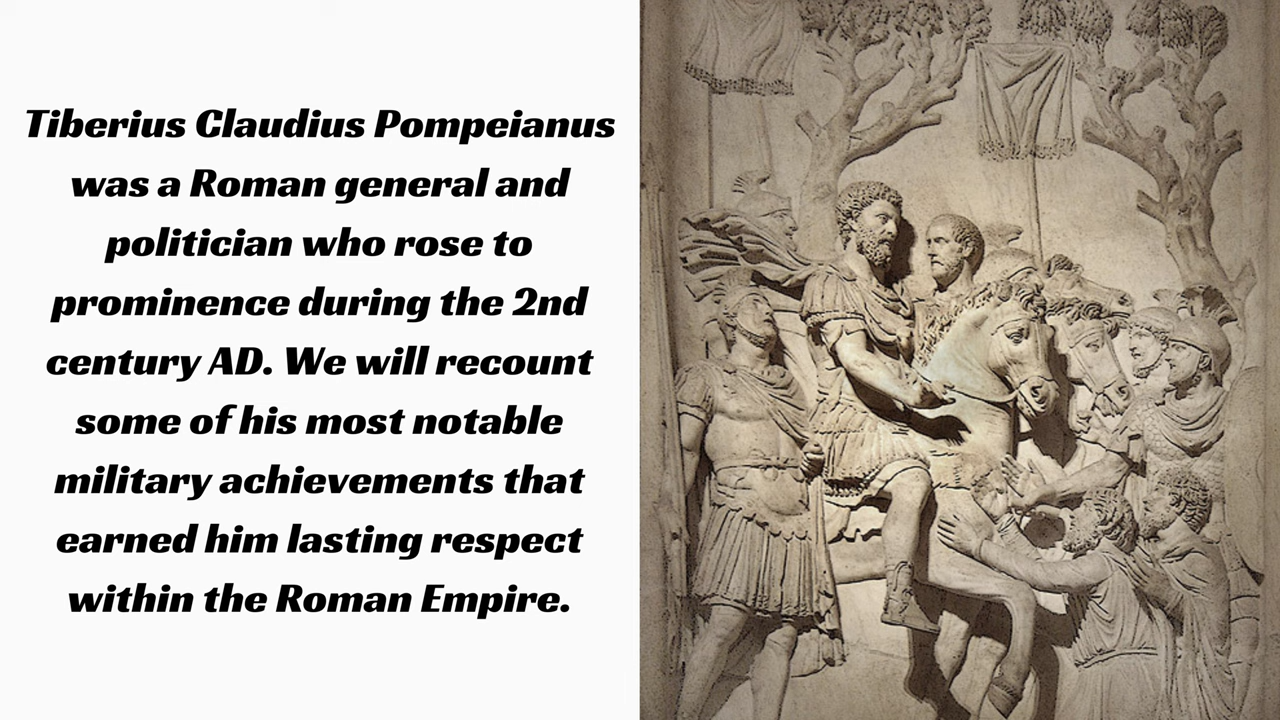 Tiberius Claudius Pompeianus
was a Roman general and
politician who rose to
prominence during the 2nd
century AD. We will recount
some of his most notable
military achievements that
earned him lasting respect
within the Roman Empire.